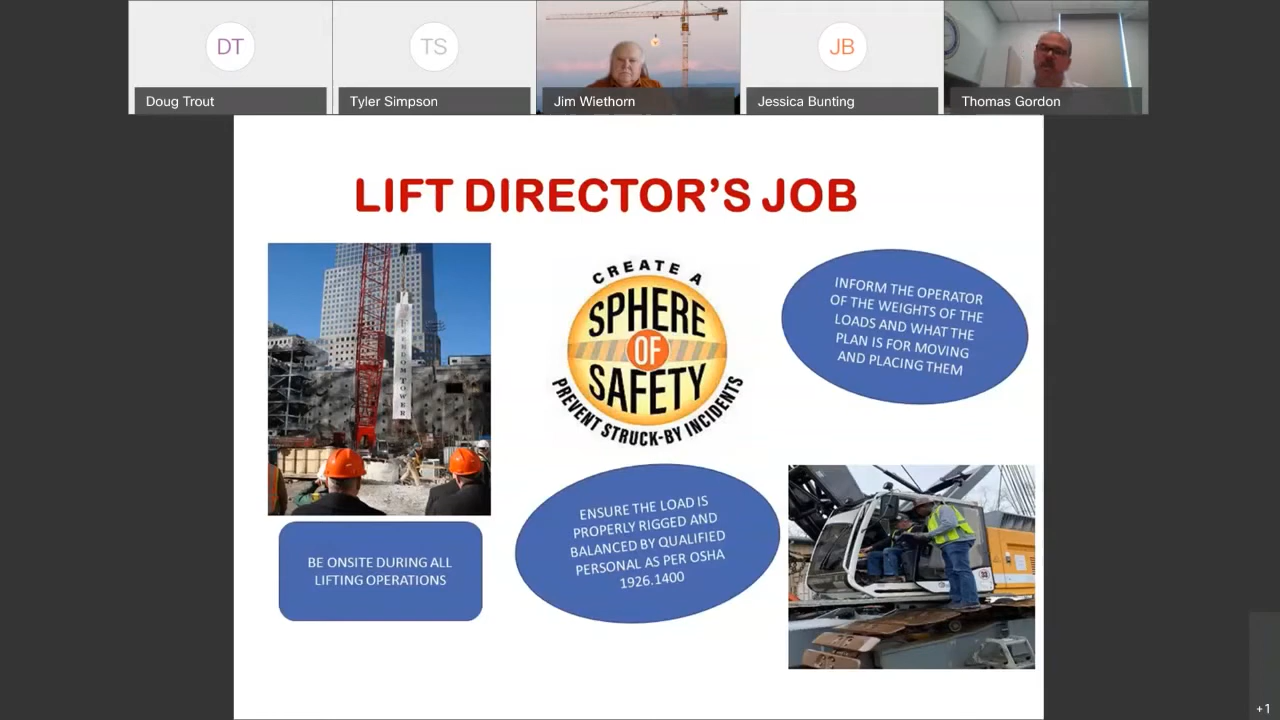 DT
TS
JB
Doug Trout
Tyler Simpson
Jim Wiethorn
Jessica Bunting
Thomas Gordon
LIFT DIRECTOR'S JOB
FREEDOM TOWER
CREATE A
SPHERE
OF
SAFETY
PREVENT STRUCK-BY INCIDENTS
INFORM THE OPERATOR
OF THE WEIGHTS OF THE
LOADS AND WHAT THE
PLAN IS FOR MOVING
AND PLACING THEM
BE ONSITE DURING ALL
LIFTING OPERATIONS
ENSURE THE LOAD IS
PROPERLY RIGGED AND
BALANCED BY QUALIFIED
PERSONAL AS PER OSHA
1926.1400
+1